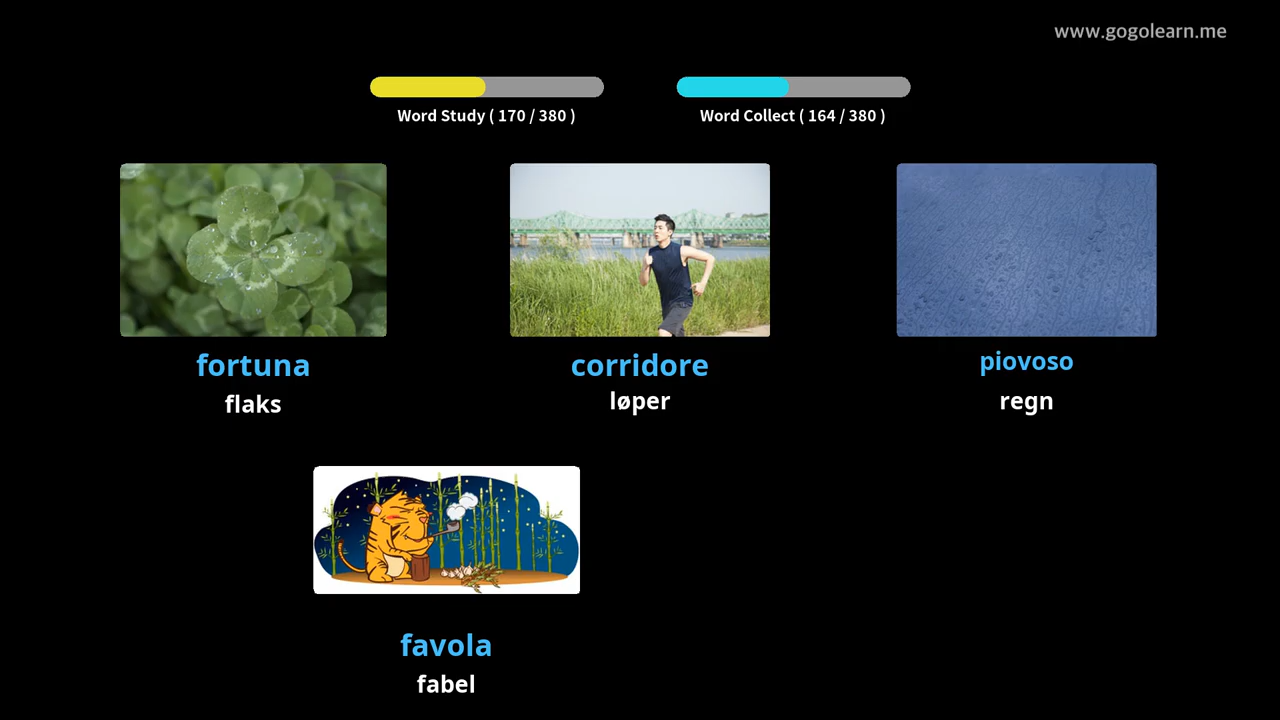 www.gogolearn.me
Word Study ( 170 / 380 )
Word Collect ( 164 / 380 )
fortuna
flaks
corridore
løper
piovoso
regn
favola
fabel